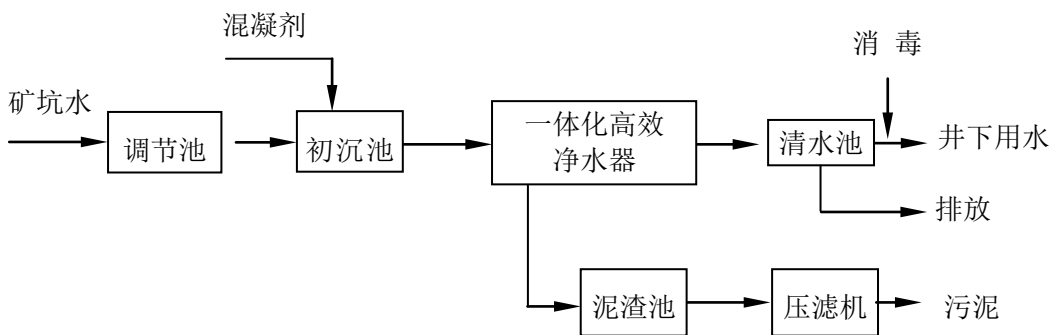 混凝剂
消 毒
矿坑水
调节池
初沉池
一体化高效
净水器
清水池
井下用水
排放
泥渣池
压滤机
污泥